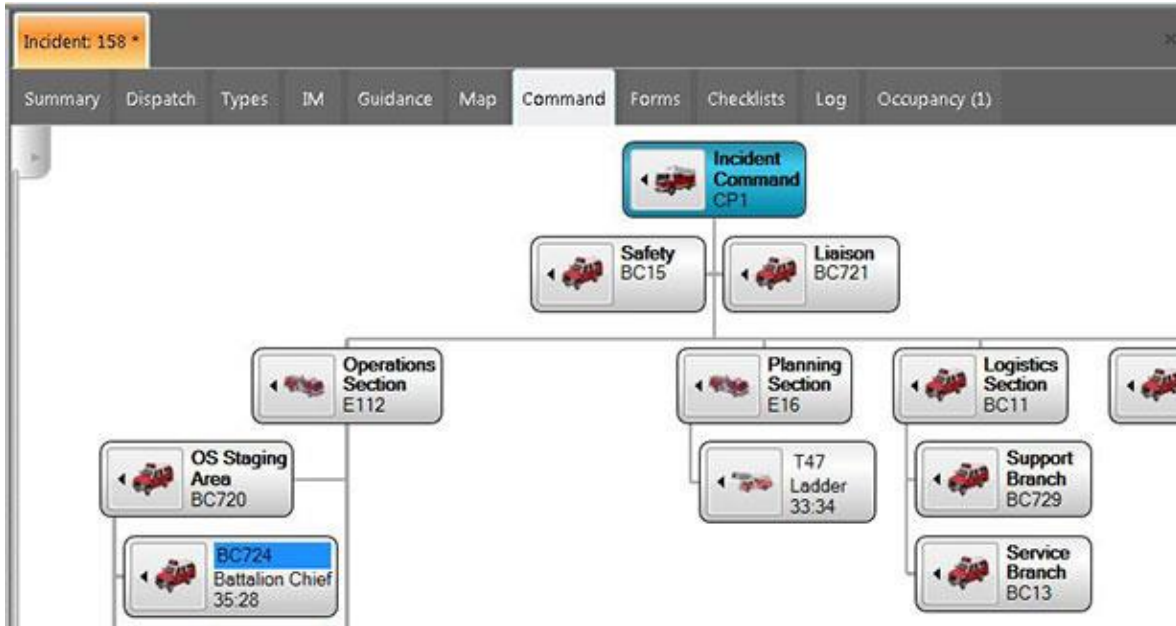 Incident: 158 *
Summary Dispatch Types IM Guidance Map Command Forms Checklists Log Occupancy (1)
Incident
Command
CP1
Safety
BC15
Liaison
BC721
Operations
Section
E112
Planning
Section
E16
Logistics
Section
BC11
OS Staging
Area
BC720
T47
Ladder
33:34
Support
Branch
BC729
BC724
Battalion Chief
35:28
Service
Branch
BC13